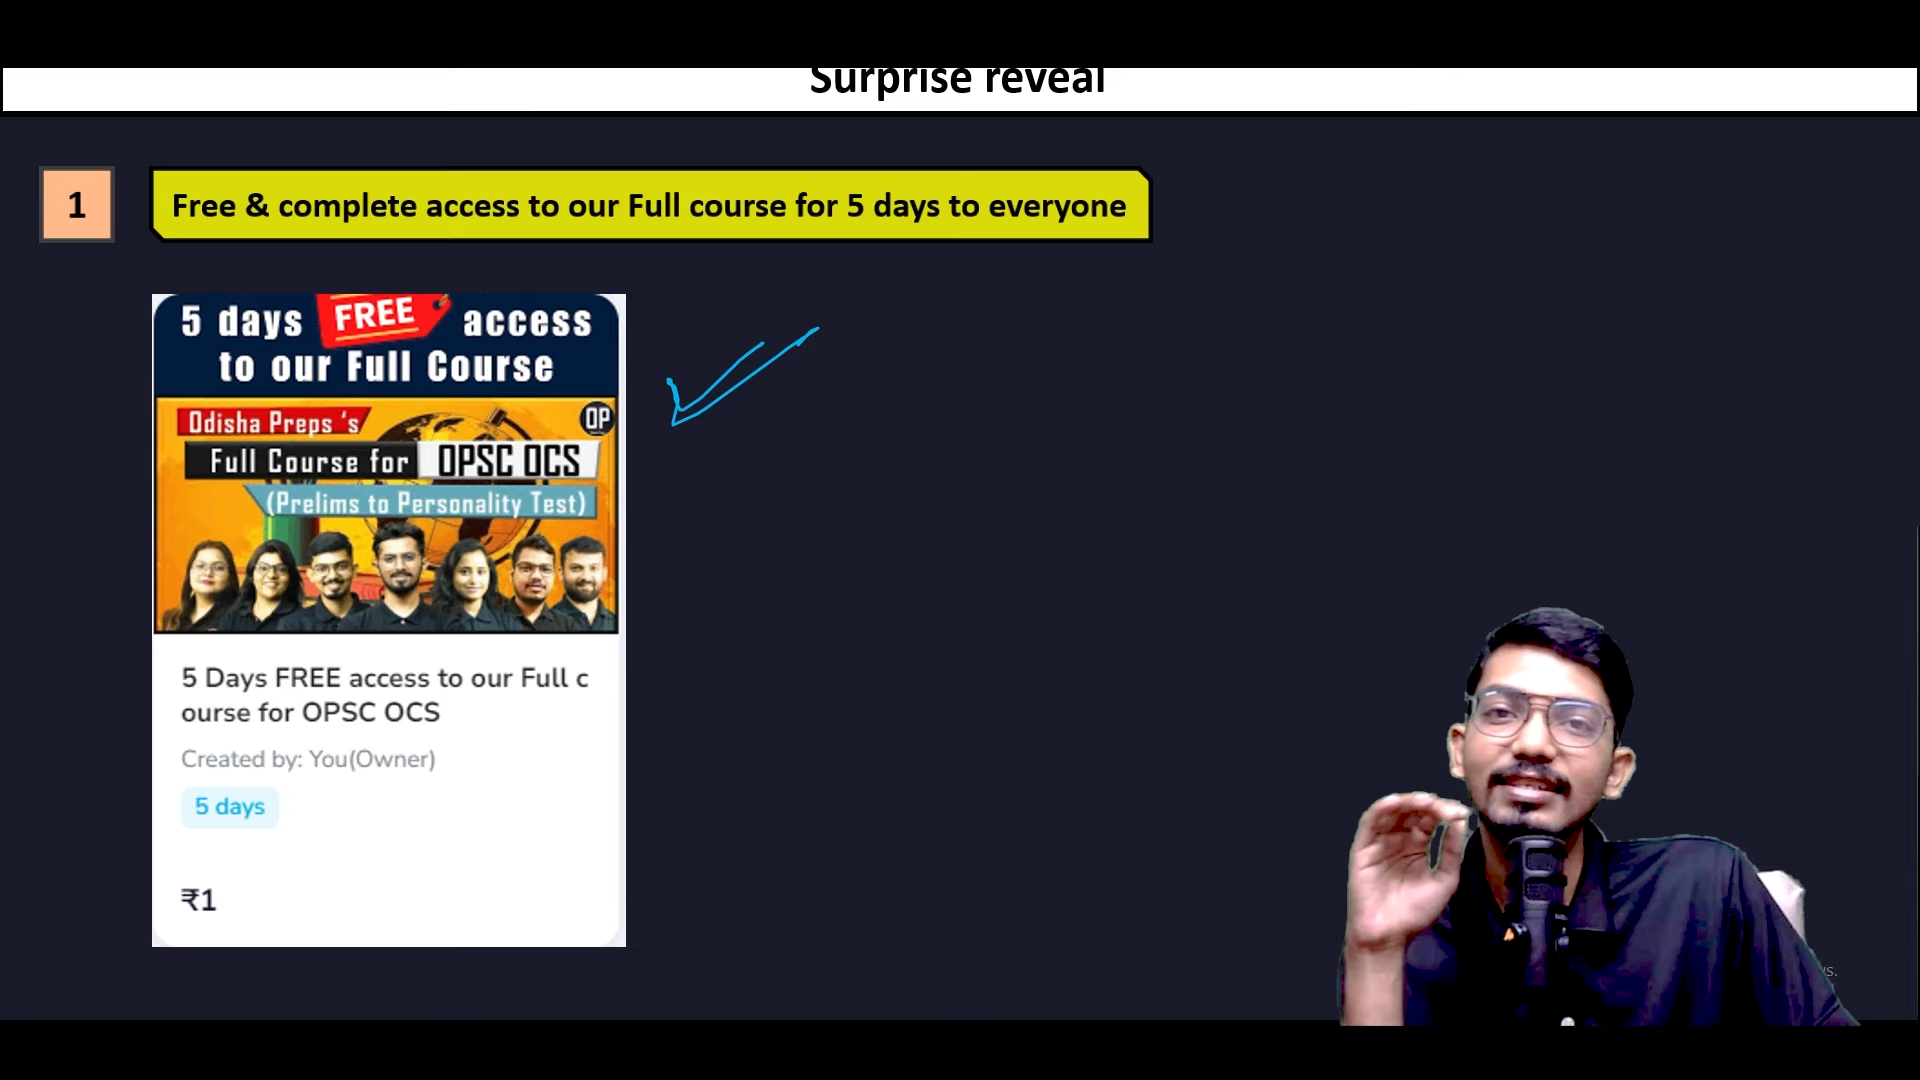 Surprise reveal
1
Free & complete access to our Full course for 5 days to everyone
5 days FREE access
to our Full Course
Odisha Preps 's
OP
Full Course for OPSC OCS
(Prelims to Personality Test)
5 Days FREE access to our Full c
ourse for OPSC OCS
Created by: You(Owner)
5 days
₹1